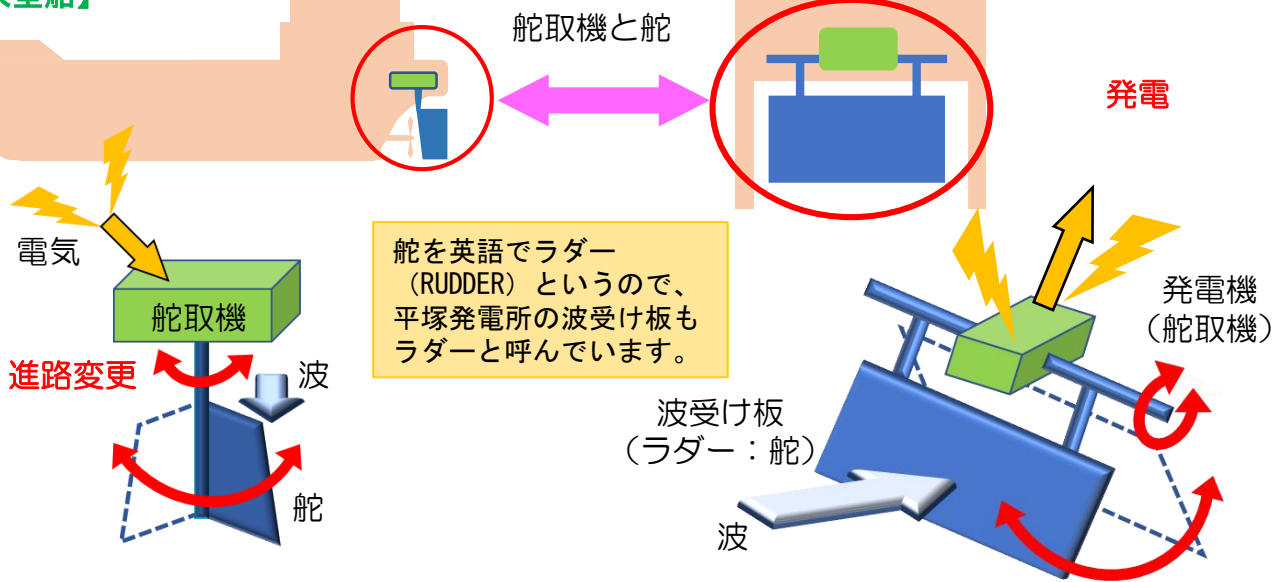 型船】
舵取機と舵
発電
電気
舵取機
進路変更
波
舵
舵を英語でラダー
（RUDDER）というので、
平塚発電所の波受け板も
ラダーと呼んでいます。
発電機
（舵取機）
波受け板
（ラダー：舵）
波